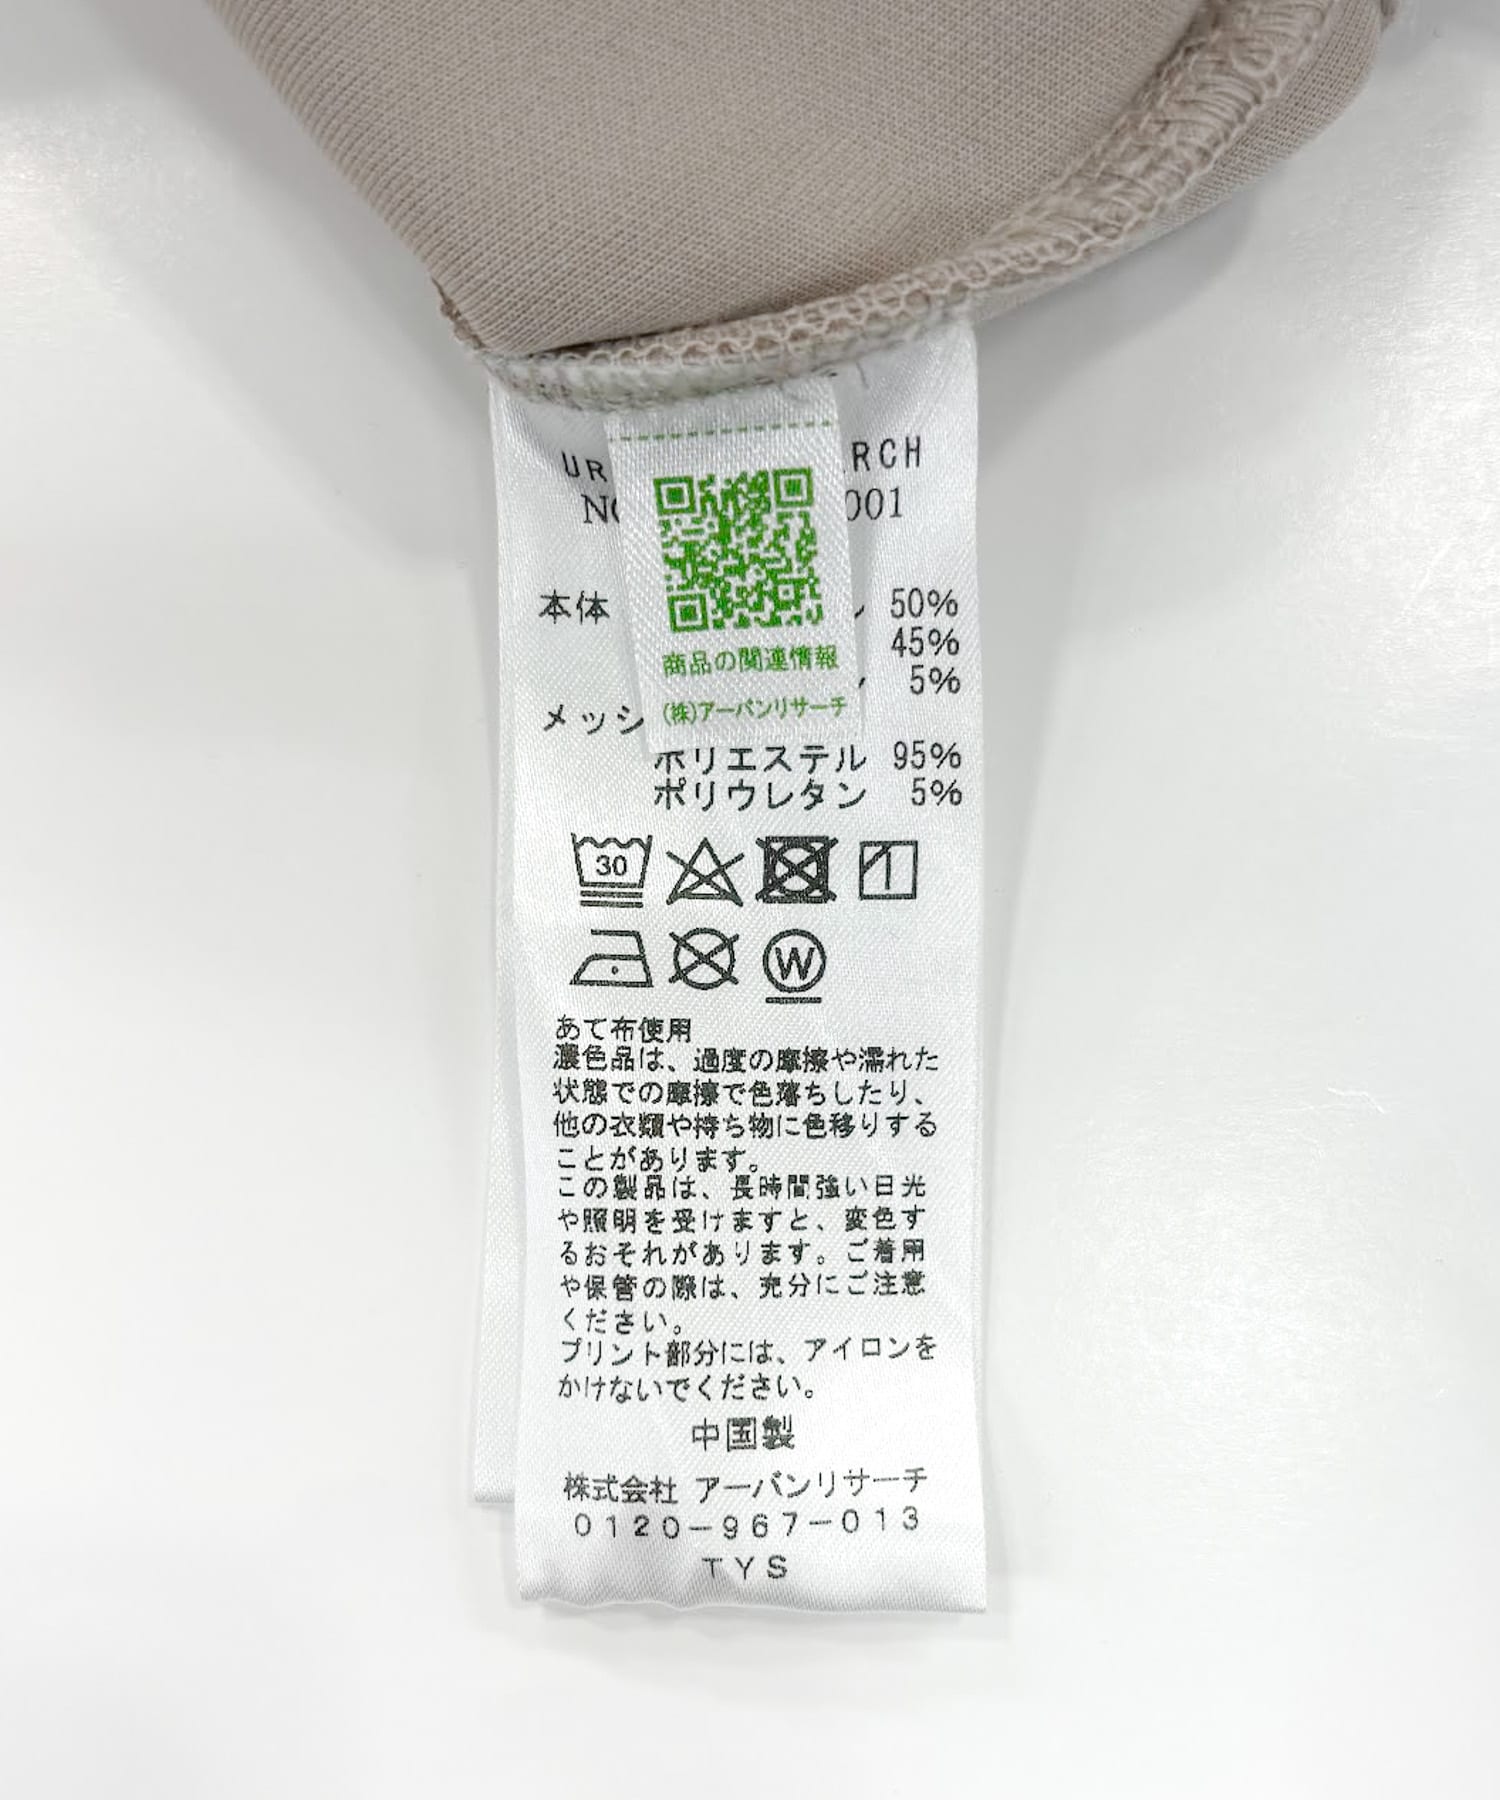 RCH
001
本体
50%
45%
5%
商品の関連情報
(株)アーバンリサーチ
メッシ
ポリエステル 95%
ポリウレタン 5%
30
W
あて布使用
濃色品は、過度の摩擦や濡れた
状態での摩擦で色落ちしたり、
他の衣類や持ち物に色移りする
ことがあります。
この製品は、長時間強い日光
や照明を受けますと、変色す
るおそれがあります。ご着用
や保管の際は、充分にご注意
ください。
プリント部分には、アイロンを
かけないでください。
中国製
株式会社 アーバンリサーチ
0120-967-013
TYS